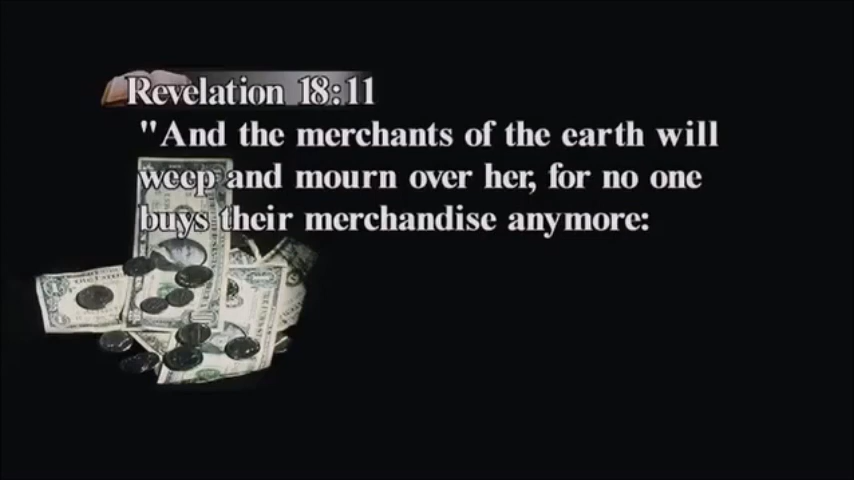 Revelation 18:11
"And the merchants of the earth will
weep and mourn over her, for no one
buys their merchandise anymore: